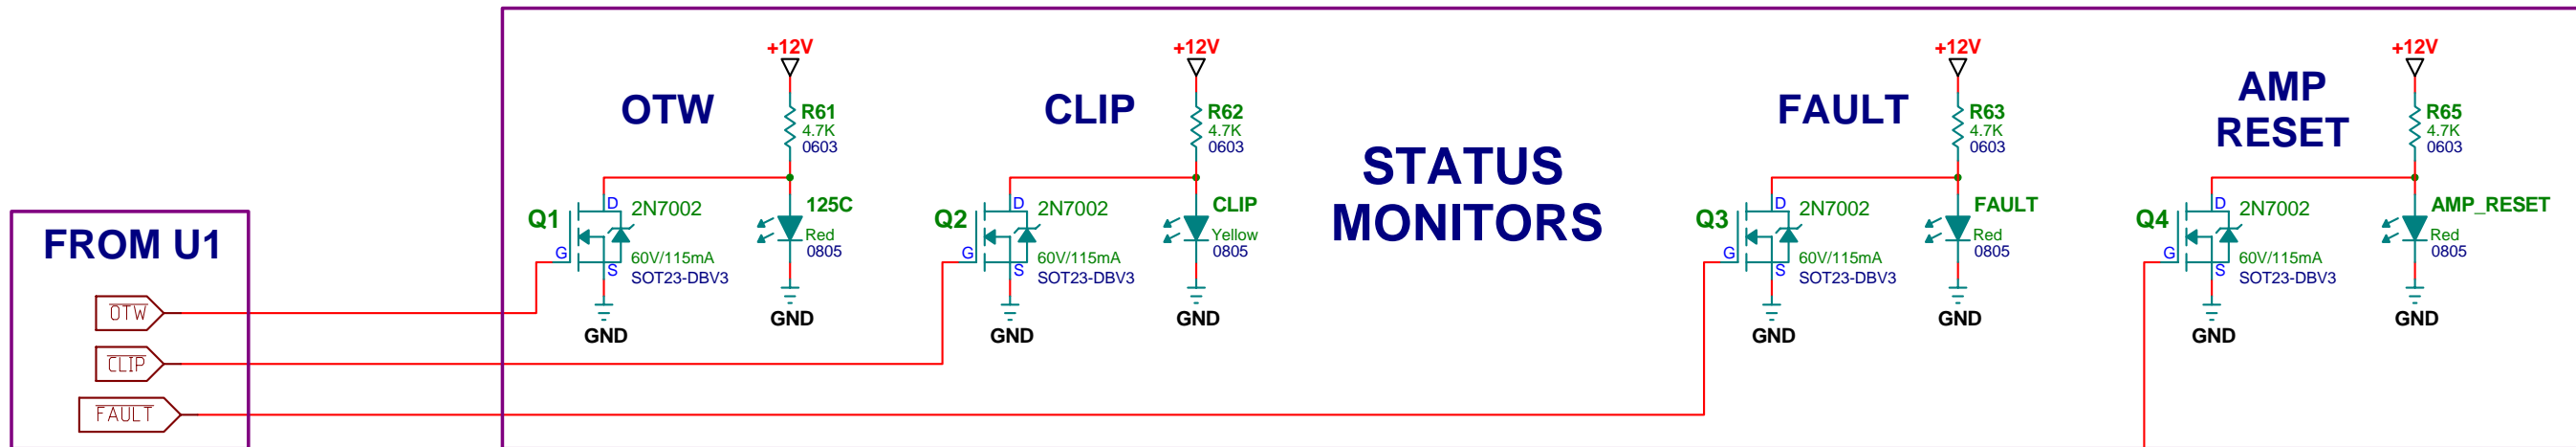 FROM U1
OTW
CLIP
FAULT
OTW
+12V
R61
4.7K
0603
Q1
D
G
S
2N7002
60V/115mA
SOT23-DBV3
GND
125C
Red
0805
GND
CLIP
+12V
R62
4.7K
0603
Q2
D
G
S
2N7002
60V/115mA
SOT23-DBV3
GND
CLIP
Yellow
0805
GND
STATUS
MONITORS
FAULT
+12V
R63
4.7K
0603
Q3
D
G
S
2N7002
60V/115mA
SOT23-DBV3
GND
FAULT
Red
0805
GND
AMP
RESET
+12V
R65
4.7K
0603
Q4
D
G
S
2N7002
60V/115mA
SOT23-DBV3
GND
AMP_RESET
Red
0805
GND